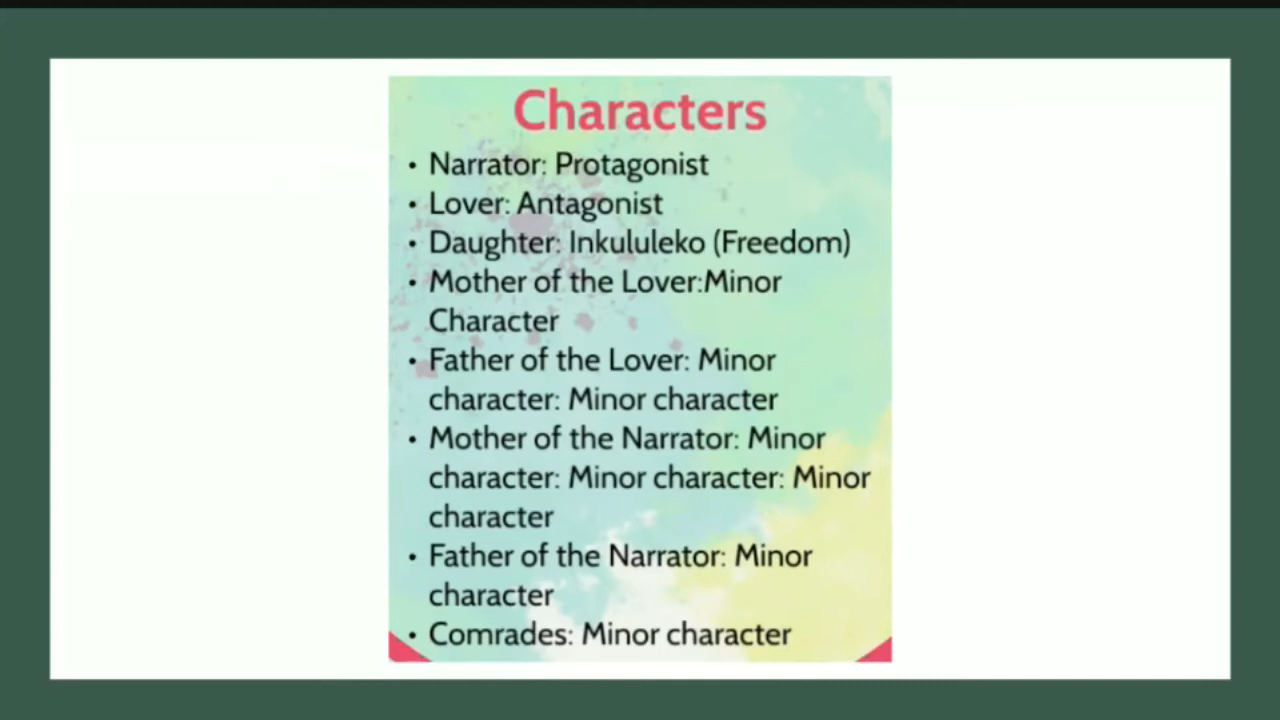 Characters
• Narrator: Protagonist
• Lover: Antagonist
• Daughter: Inkululeko (Freedom)
• Mother of the Lover:Minor
Character
• Father of the Lover: Minor
character: Minor character
• Mother of the Narrator: Minor
character: Minor character: Minor
character
• Father of the Narrator: Minor
character
• Comrades: Minor character